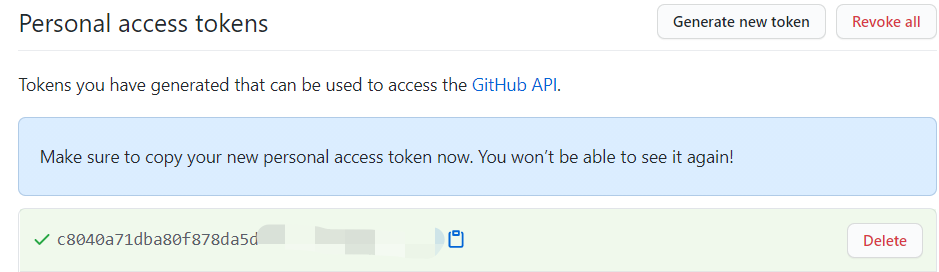 Personal access tokens
Generate new token
Revoke all
Tokens you have generated that can be used to access the GitHub API.
Make sure to copy your new personal access token now. You won't be able to see it again!
c8040a71dba80f878da5d
Delete